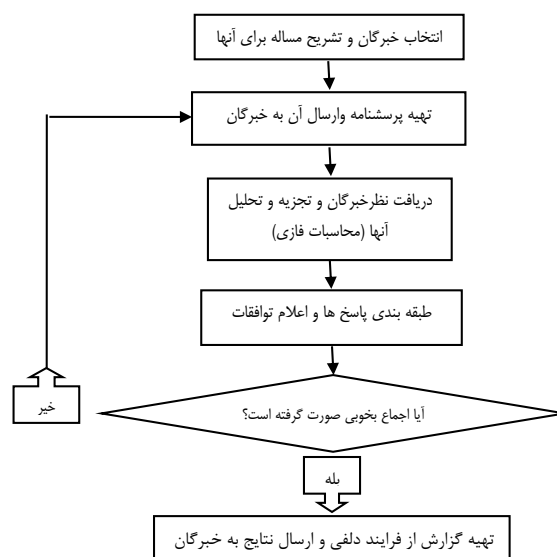 انتخاب خبرگان و تشریح مساله برای آنها
تهیه پرسشنامه وارسال آن به خبرگان
دریافت نظرخبرگان و تجزیه و تحلیل
آنها (محاسبات فازی)
طبقه بندی پاسخ ها و اعلام توافقات
آیا اجماع بخوبی صورت گرفته است؟
خیر
بله
تهیه گزارش از فرایند دلفی و ارسال نتایج به خبرگان